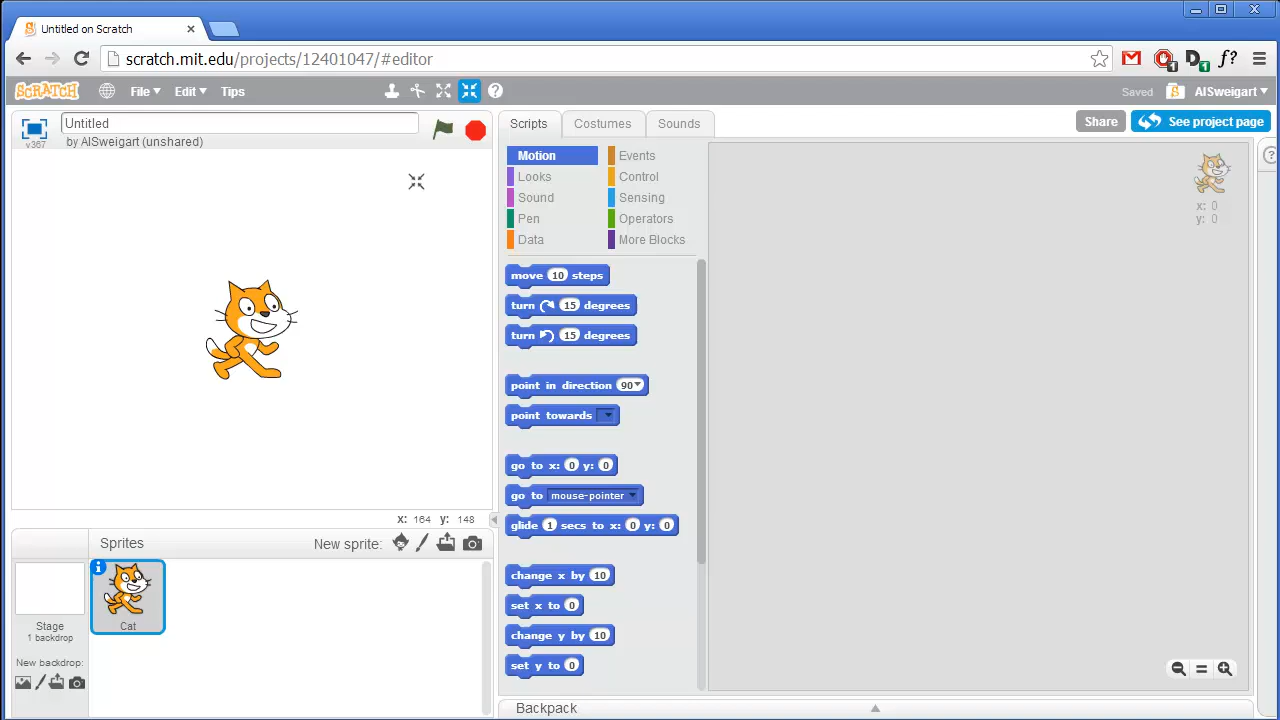 Untitled on Scratch
scratch.mit.edu/projects/12401047/#editor
1
D 1
f?
SCRATCH
File Edit Tips
Saved
AlSweigart
Untitled
v367
by AlSweigart (unshared)
Scripts Costumes Sounds
Share
See project page
Motion
Looks
Sound
Pen
Data
Events
Control
Sensing
Operators
More Blocks
x: 0
y: 0
move 10 steps
turn 15 degrees
turn 15 degrees
point in direction 90
point towards
go to x: 0 y: 0
go to mouse-pointer
glide 1 secs to x: 0 y: 0
change x by 10
set x to 0
change y by 10
set y to 0
x: 164 y: 148
Sprites
New sprite:
Cat
Stage
1 backdrop
New backdrop:
Backpack